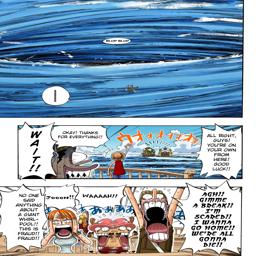 BLUP BLUP
!
ALL RIGHT,
GUYS!
YOU'RE ON
YOUR OWN
FROM
HERE!
GOOD
LUCK!!
OKAY! THANKS
FOR EVERYTHING!!
WAIT!!
AGH!!
GIMME
A BREAK!!
I'M
SCARED!!
I WANNA
GO HOME!!
WE'RE ALL
GONNA
DIE!!
WAAAAH!!
NO ONE
SAID
ANYTHING
ABOUT
A GIANT
WHIRL-
POOL!!
THIS IS
FRAUD!!
FRAUD!!